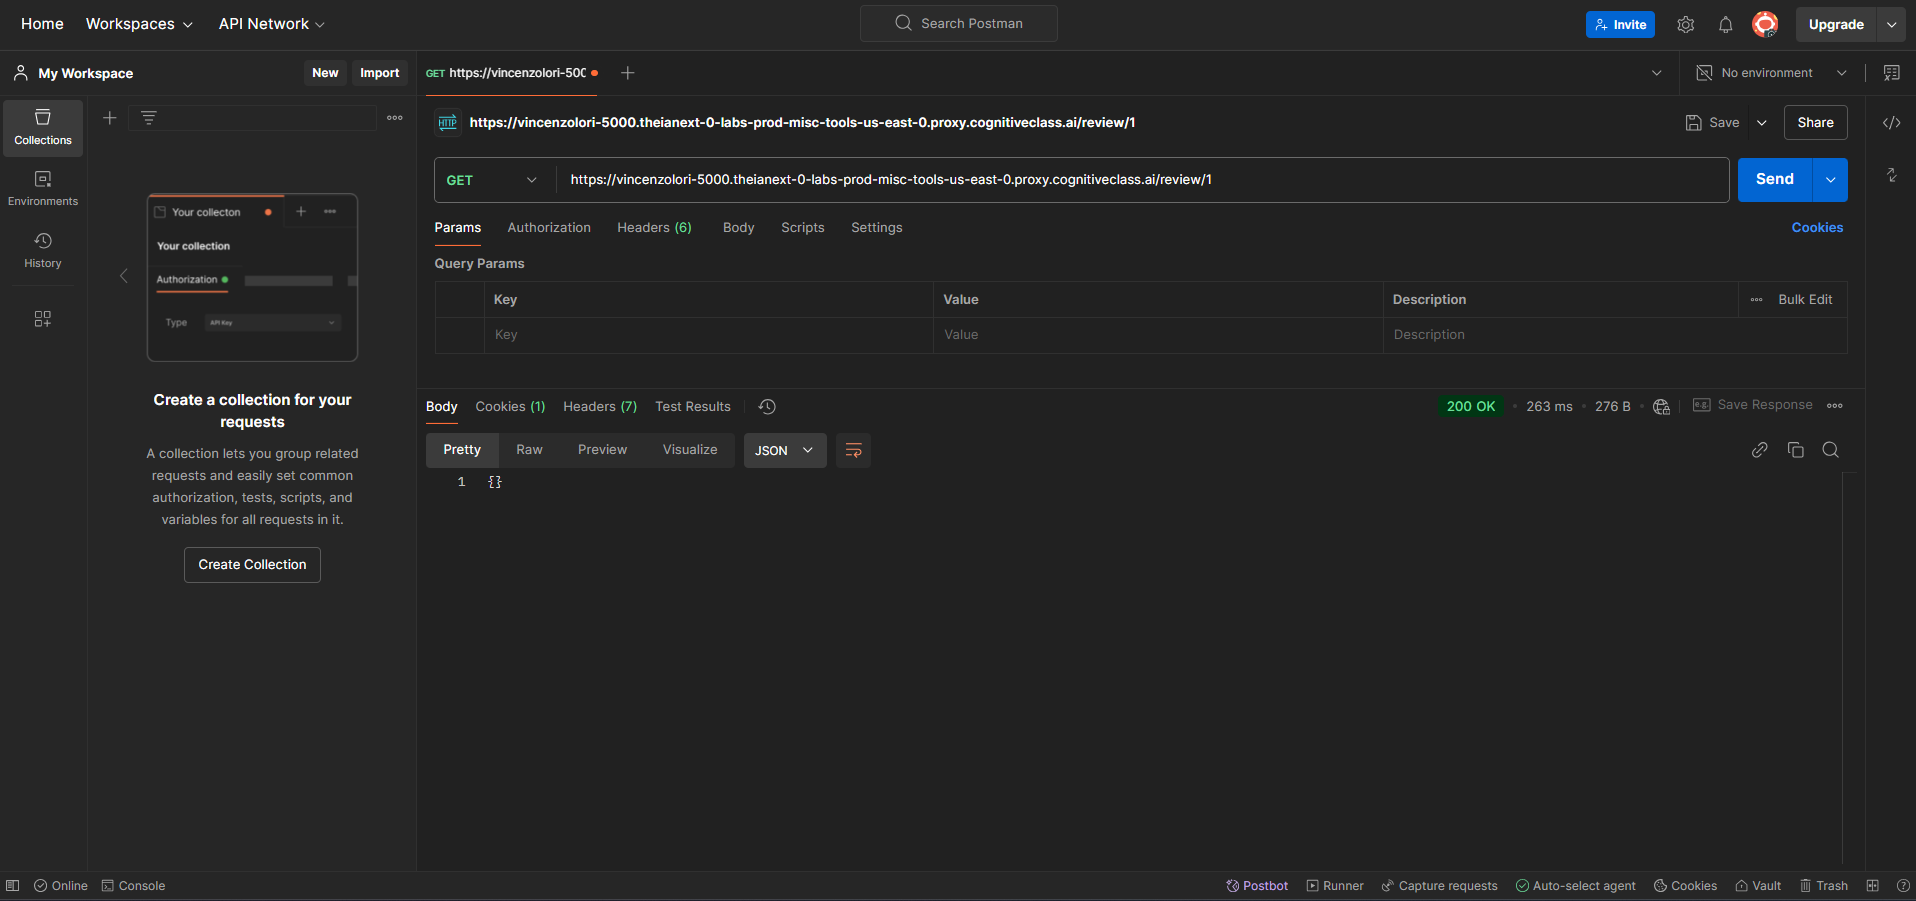 Home Workspaces API Network Search Postman Invite Upgrade
My Workspace New Import GET https://vincenzolori-500 No environment
Collections
Environments
History
Your collecton
Your collection
Authorization
Type API Key
Create a collection for your
requests
A collection lets you group related
requests and easily set common
authorization, tests, scripts, and
variables for all requests in it.
Create Collection
HTTP https://vincenzolori-5000.theianext-0-labs-prod-misc-tools-us-east-0.proxy.cognitiveclass.ai/review/1 Save Share
GET https://vincenzolori-5000.theianext-0-labs-prod-misc-tools-us-east-0.proxy.cognitiveclass.ai/review/1 Send
Params Authorization Headers (6) Body Scripts Settings Cookies
Query Params
Key Value Description Bulk Edit
Key Value Description
Body Cookies (1) Headers (7) Test Results 200 OK 263 ms 276 B e.g. Save Response
Pretty Raw Preview Visualize JSON
1 {}
Online Console Postbot Runner Capture requests Auto-select agent Cookies Vault Trash